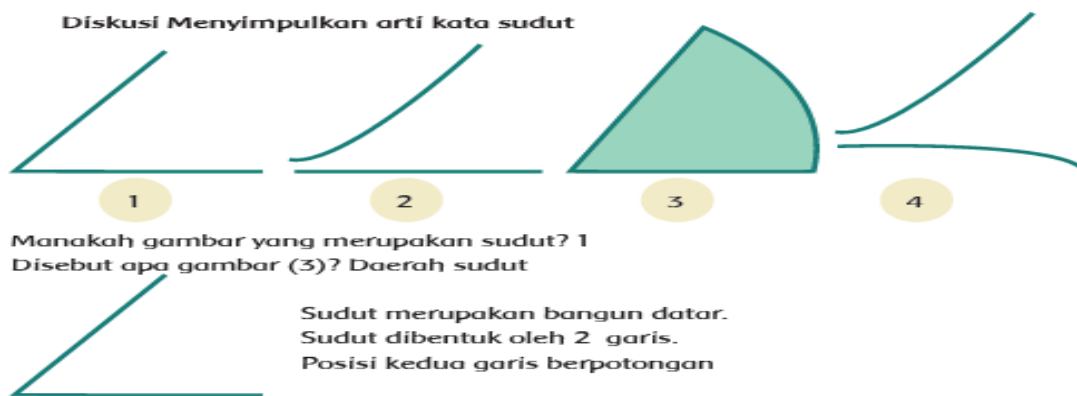 Diskusi Menyimpulkan arti kata sudut
1
2
3
4
Manakah gambar yang merupakan sudut? 1
Disebut apa gambar (3)? Daerah sudut
Sudut merupakan bangun datar.
Sudut dibentuk oleh 2 garis.
Posisi kedua garis berpotongan